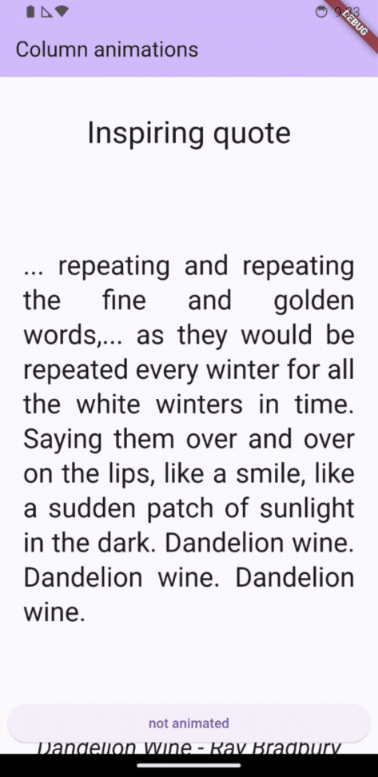 DEBUG
Column animations
Inspiring quote
... repeating and repeating
the fine and golden
words,... as they would be
repeated every winter for all
the white winters in time.
Saying them over and over
on the lips, like a smile, like
a sudden patch of sunlight
in the dark. Dandelion wine.
Dandelion wine. Dandelion
wine.
not animated
Dandelion Wine - Ray Bradbury